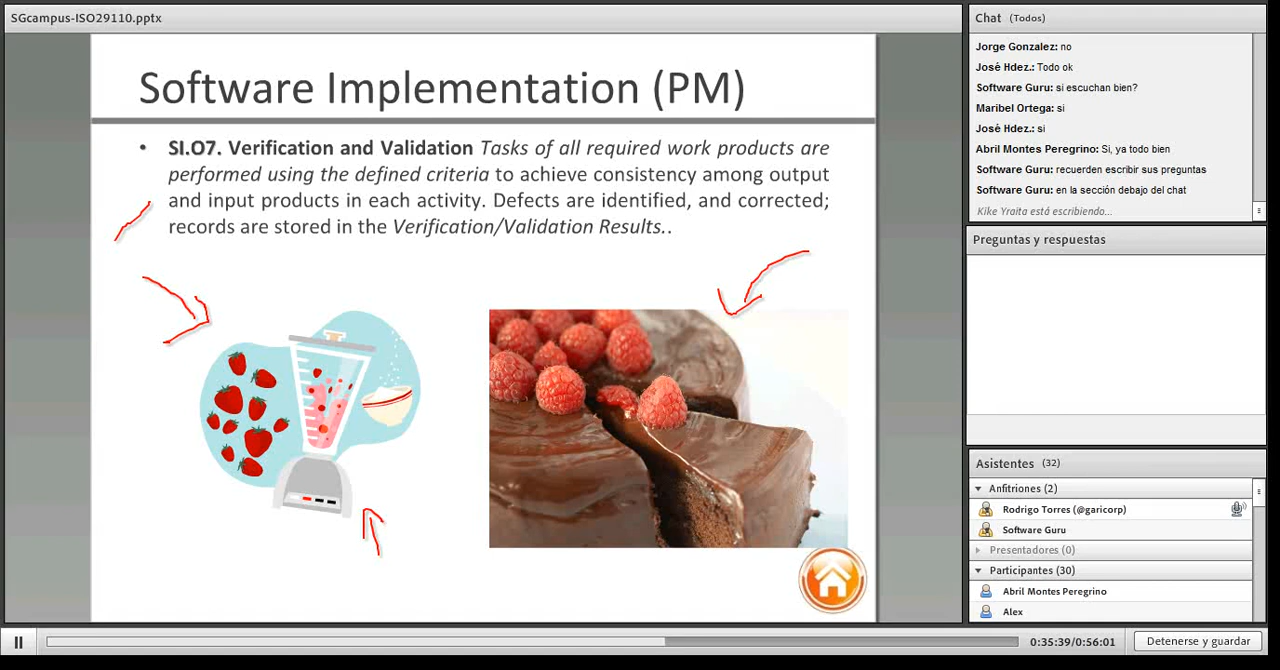 SGcampus-ISO29110.pptx
Software Implementation (PM)
• SI.O7. Verification and Validation Tasks of all required work products are
performed using the defined criteria to achieve consistency among output
and input products in each activity. Defects are identified, and corrected;
records are stored in the Verification/Validation Results..
Chat (Todos)
Jorge Gonzalez: no
José Hdez.: Todo ok
Software Guru: si escuchan bien?
Maribel Ortega: si
José Hdez.: si
Abril Montes Peregrino: Si, ya todo bien
Software Guru: recuerden escribir sus preguntas
Software Guru: en la sección debajo del chat
Kike Yraita está escribiendo...
Preguntas y respuestas
Asistentes (32)
Anfitriones (2)
Rodrigo Torres (@garicorp)
Software Guru
Presentadores (0)
Participantes (30)
Abril Montes Peregrino
Alex
0:35:39/0:56:01
Detenerse y guardar